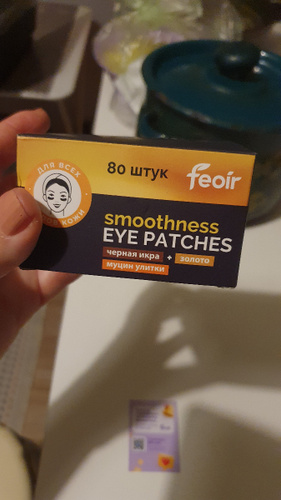 80 штук
feoir
ДЛЯ ВСЕХ
КОЖИ
smoothness
EYE PATCHES
черная икра + золото
муцин улитки